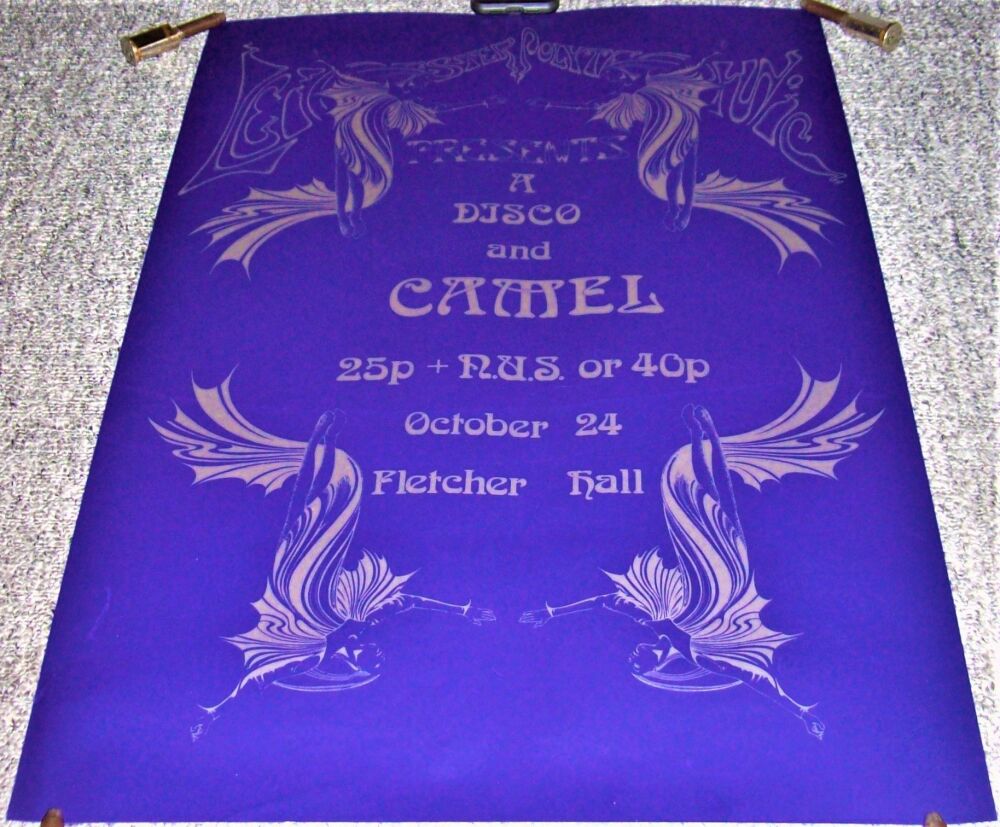 Leicester Polytechnic
PRESENTS
A
DISCO
and
CAMEL
25p + N.U.S. or 40p
October 24
Fletcher Hall